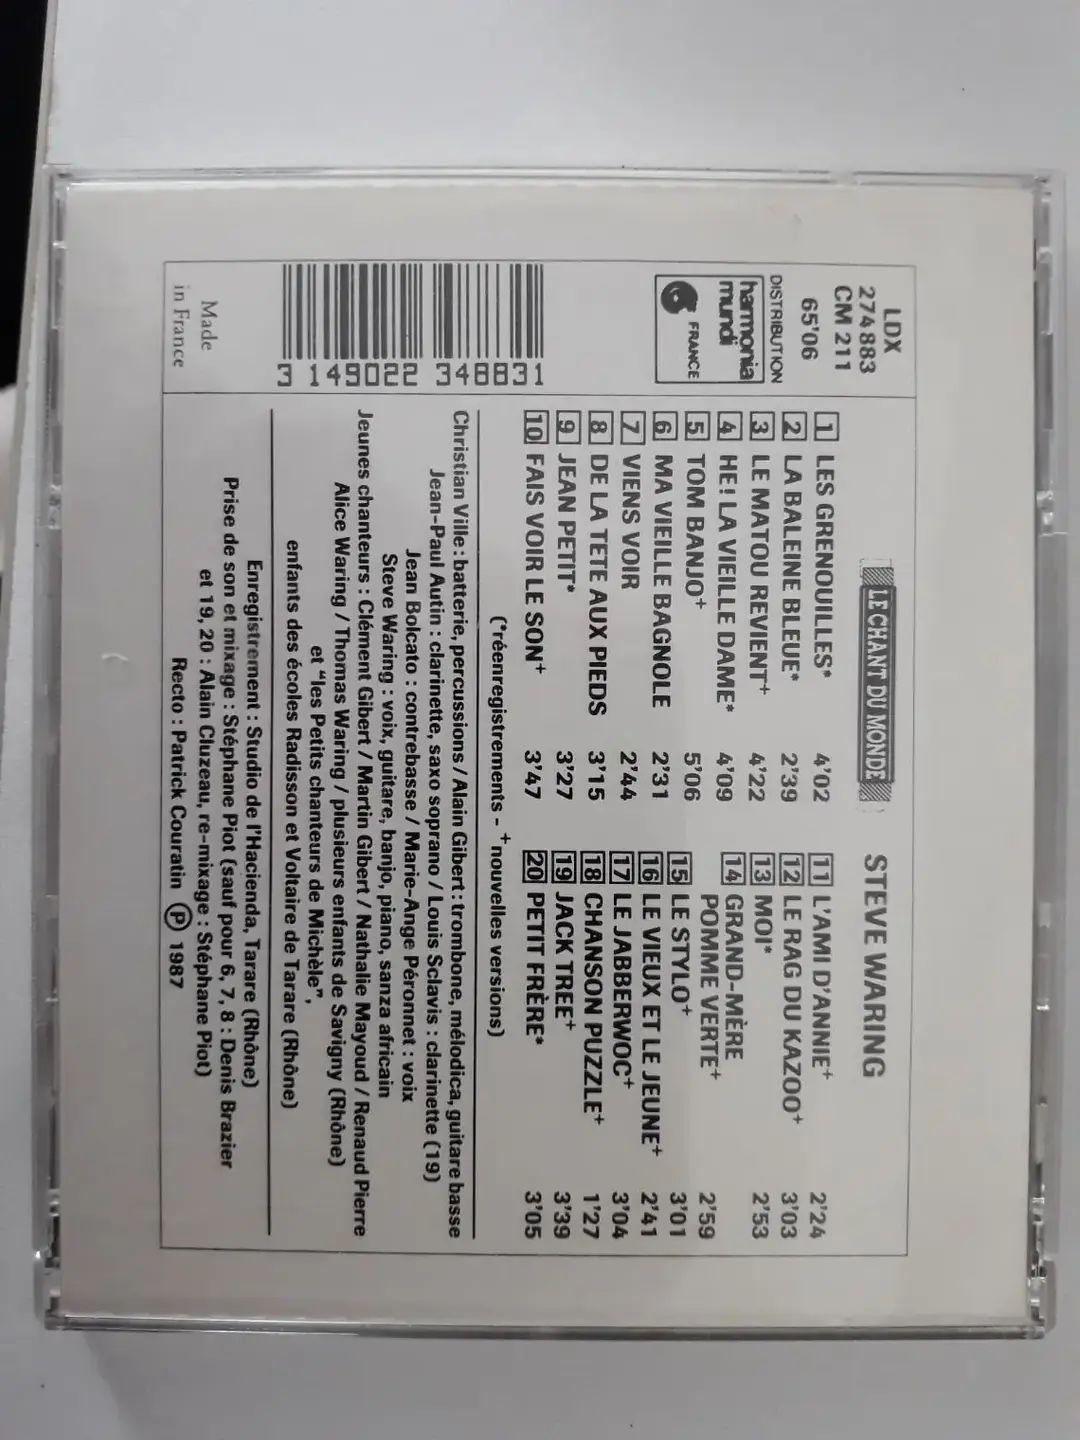 LDX
274 883
CM 211
65'06
DISTRIBUTION
harmonia
mundi
FRANCE
3 149022 348831
Made
in France
LE CHANT DU MONDE
STEVE WARING
1 LES GRENOUILLES* 4'02
2 LA BALEINE BLEUE* 2'39
3 LE MATOU REVIENT+ 4'22
4 HE! LA VIEILLE DAME* 4'09
5 TOM BANJO+ 5'06
6 MA VIEILLE BAGNOLE 2'31
7 VIENS VOIR 2'44
8 DE LA TETE AUX PIEDS 3'15
9 JEAN PETIT* 3'27
10 FAIS VOIR LE SON+ 3'47
11 L'AMI D'ANNIE+ 2'24
12 LE RAG DU KAZOO+ 3'03
13 MOI* 2'53
14 GRAND-MÈRE
POMME VERTE+ 2'59
15 LE STYLO+ 3'01
16 LE VIEUX ET LE JEUNE+ 2'41
17 LE JABBERWOC+ 3'04
18 CHANSON PUZZLE+ 1'27
19 JACK TREE+ 3'39
20 PETIT FRÈRE* 3'05
(*réenregistrements - +nouvelles versions)
Christian Ville : batterie, percussions / Alain Gibert : trombone, mélodica, guitare basse
Jean-Paul Autin : clarinette, saxo soprano / Louis Sclavis : clarinette (19)
Jean Bolcato : contrebasse / Marie-Ange Péronnet : voix
Steve Waring : voix, guitare, banjo, piano, sanza africain
Jeunes chanteurs : Clément Gibert / Martin Gibert / Nathalie Mayoud / Renaud Pierre
Alice Waring / Thomas Waring / plusieurs enfants de Savigny (Rhône)
et "les Petits chanteurs de Michèle",
enfants des écoles Radisson et Voltaire de Tarare (Rhône)
Enregistrement : Studio de l'Hacienda, Tarare (Rhône)
Prise de son et mixage : Stéphane Piot (sauf pour 6, 7, 8 : Denis Brazier
et 19, 20 : Alain Cluzeau, re-mixage : Stéphane Piot)
Recto : Patrick Couratin Ⓟ 1987